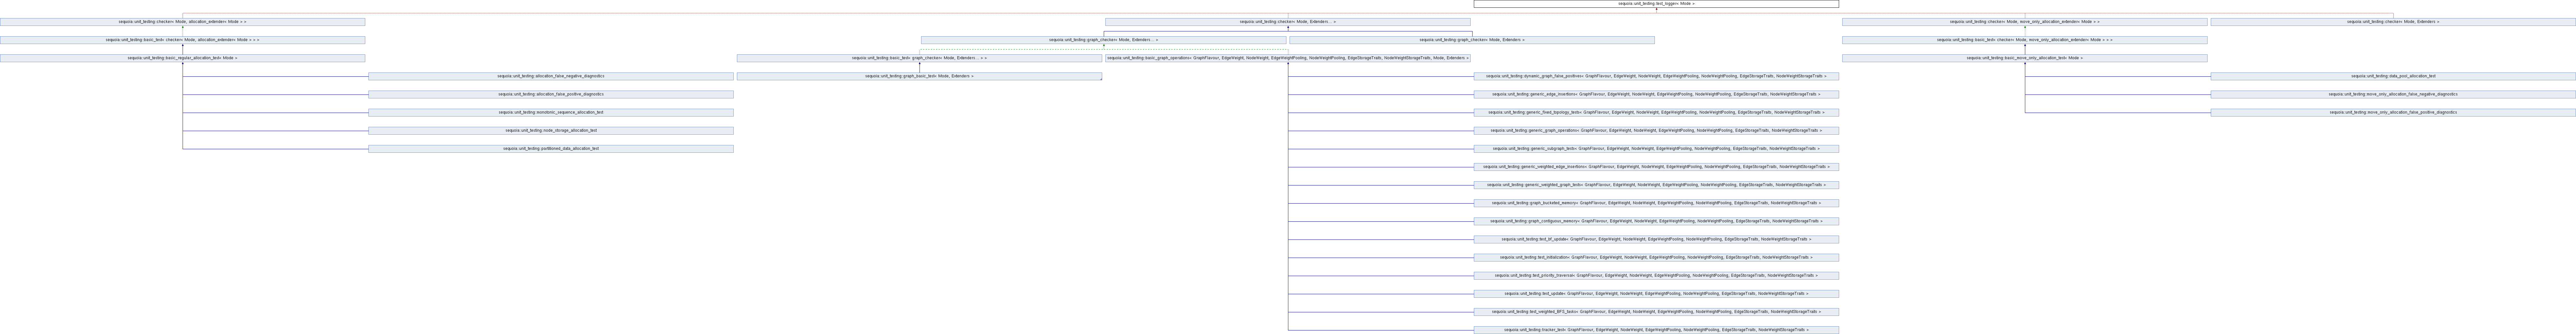 sequoia::unit_testing::test_logger< Mode >
sequoia::unit_testing::checker< Mode, allocation_extender< Mode > >
sequoia::unit_testing::checker< Mode, Extenders... >
sequoia::unit_testing::checker< Mode, move_only_allocation_extender< Mode > >
sequoia::unit_testing::checker< Mode, Extenders >
sequoia::unit_testing::basic_test< checker< Mode, allocation_extender< Mode > > >
sequoia::unit_testing::graph_checker< Mode, Extenders... >
sequoia::unit_testing::graph_checker< Mode, Extenders >
sequoia::unit_testing::basic_test< checker< Mode, move_only_allocation_extender< Mode > > >
sequoia::unit_testing::basic_regular_allocation_test< Mode >
sequoia::unit_testing::basic_test< graph_checker< Mode, Extenders... > >
sequoia::unit_testing::basic_graph_operations< GraphFlavour, EdgeWeight, NodeWeight, EdgeWeightPooling, NodeWeightPooling, EdgeStorageTraits, NodeWeightStorageTraits, Mode, Extenders >
sequoia::unit_testing::basic_move_only_allocation_test< Mode >
sequoia::unit_testing::allocation_false_negative_diagnostics
sequoia::unit_testing::graph_basic_test< Mode, Extenders >
sequoia::unit_testing::dynamic_graph_false_positives< GraphFlavour, EdgeWeight, NodeWeight, EdgeWeightPooling, NodeWeightPooling, EdgeStorageTraits, NodeWeightStorageTraits >
sequoia::unit_testing::data_pool_allocation_test
sequoia::unit_testing::allocation_false_positive_diagnostics
sequoia::unit_testing::generic_edge_insertions< GraphFlavour, EdgeWeight, NodeWeight, EdgeWeightPooling, NodeWeightPooling, EdgeStorageTraits, NodeWeightStorageTraits >
sequoia::unit_testing::move_only_allocation_false_negative_diagnostics
sequoia::unit_testing::monotonic_sequence_allocation_test
sequoia::unit_testing::generic_fixed_topology_tests< GraphFlavour, EdgeWeight, NodeWeight, EdgeWeightPooling, NodeWeightPooling, EdgeStorageTraits, NodeWeightStorageTraits >
sequoia::unit_testing::move_only_allocation_false_positive_diagnostics
sequoia::unit_testing::node_storage_allocation_test
sequoia::unit_testing::generic_graph_operations< GraphFlavour, EdgeWeight, NodeWeight, EdgeWeightPooling, NodeWeightPooling, EdgeStorageTraits, NodeWeightStorageTraits >
sequoia::unit_testing::partitioned_data_allocation_test
sequoia::unit_testing::generic_subgraph_tests< GraphFlavour, EdgeWeight, NodeWeight, EdgeWeightPooling, NodeWeightPooling, EdgeStorageTraits, NodeWeightStorageTraits >
sequoia::unit_testing::generic_weighted_edge_insertions< GraphFlavour, EdgeWeight, NodeWeight, EdgeWeightPooling, NodeWeightPooling, EdgeStorageTraits, NodeWeightStorageTraits >
sequoia::unit_testing::generic_weighted_graph_tests< GraphFlavour, EdgeWeight, NodeWeight, EdgeWeightPooling, NodeWeightPooling, EdgeStorageTraits, NodeWeightStorageTraits >
sequoia::unit_testing::graph_bucketed_memory< GraphFlavour, EdgeWeight, NodeWeight, EdgeWeightPooling, NodeWeightPooling, EdgeStorageTraits, NodeWeightStorageTraits >
sequoia::unit_testing::graph_contiguous_memory< GraphFlavour, EdgeWeight, NodeWeight, EdgeWeightPooling, NodeWeightPooling, EdgeStorageTraits, NodeWeightStorageTraits >
sequoia::unit_testing::test_bf_update< GraphFlavour, EdgeWeight, NodeWeight, EdgeWeightPooling, NodeWeightPooling, EdgeStorageTraits, NodeWeightStorageTraits >
sequoia::unit_testing::test_initialization< GraphFlavour, EdgeWeight, NodeWeight, EdgeWeightPooling, NodeWeightPooling, EdgeStorageTraits, NodeWeightStorageTraits >
sequoia::unit_testing::test_priority_traversal< GraphFlavour, EdgeWeight, NodeWeight, EdgeWeightPooling, NodeWeightPooling, EdgeStorageTraits, NodeWeightStorageTraits >
sequoia::unit_testing::test_update< GraphFlavour, EdgeWeight, NodeWeight, EdgeWeightPooling, NodeWeightPooling, EdgeStorageTraits, NodeWeightStorageTraits >
sequoia::unit_testing::test_weighted_BFS_tasks< GraphFlavour, EdgeWeight, NodeWeight, EdgeWeightPooling, NodeWeightPooling, EdgeStorageTraits, NodeWeightStorageTraits >
sequoia::unit_testing::tracker_test< GraphFlavour, EdgeWeight, NodeWeight, EdgeWeightPooling, NodeWeightPooling, EdgeStorageTraits, NodeWeightStorageTraits >